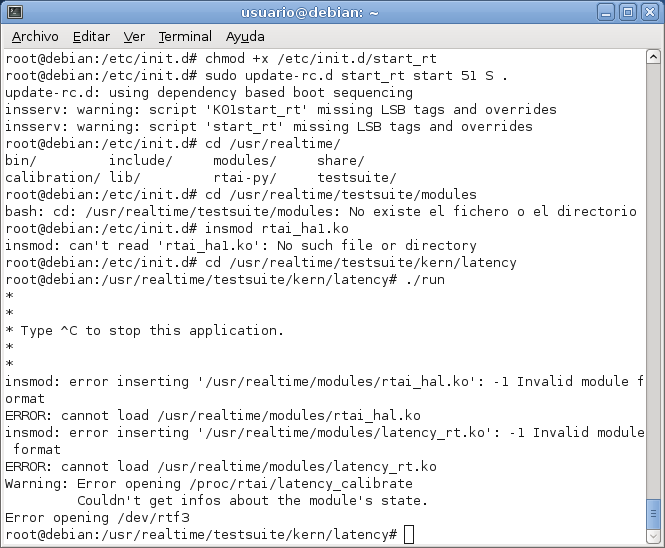 usuario@debian: ~
Archivo Editar Ver Terminal Ayuda
root@debian:/etc/init.d# chmod +x /etc/init.d/start_rt
root@debian:/etc/init.d# sudo update-rc.d start_rt start 51 S .
update-rc.d: using dependency based boot sequencing
insserv: warning: script 'K01start_rt' missing LSB tags and overrides
insserv: warning: script 'start_rt' missing LSB tags and overrides
root@debian:/etc/init.d# cd /usr/realtime/
bin/         include/     modules/     share/
calibration/ lib/         rtai-py/     testsuite/
root@debian:/etc/init.d# cd /usr/realtime/testsuite/modules
bash: cd: /usr/realtime/testsuite/modules: No existe el fichero o el directorio
root@debian:/etc/init.d# insmod rtai_ha1.ko
insmod: can't read 'rtai_ha1.ko': No such file or directory
root@debian:/etc/init.d# cd /usr/realtime/testsuite/kern/latency
root@debian:/usr/realtime/testsuite/kern/latency# ./run
*
*
* Type ^C to stop this application.
*
*
insmod: error inserting '/usr/realtime/modules/rtai_hal.ko': -1 Invalid module f
ormat
ERROR: cannot load /usr/realtime/modules/rtai_hal.ko
insmod: error inserting '/usr/realtime/modules/latency_rt.ko': -1 Invalid module
 format
ERROR: cannot load /usr/realtime/modules/latency_rt.ko
Warning: Error opening /proc/rtai/latency_calibrate
         Couldn't get infos about the module's state.
Error opening /dev/rtf3
root@debian:/usr/realtime/testsuite/kern/latency#